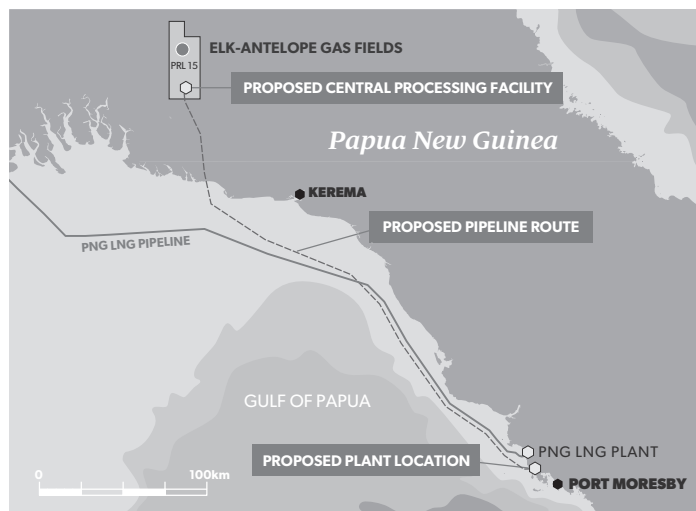 ELK-ANTELOPE GAS FIELDS
PRL 15
PROPOSED CENTRAL PROCESSING FACILITY
Papua New Guinea
KEREMA
PROPOSED PIPELINE ROUTE
PNG LNG PIPELINE
GULF OF PAPUA
PNG LNG PLANT
PROPOSED PLANT LOCATION
0 100km
PORT MORESBY